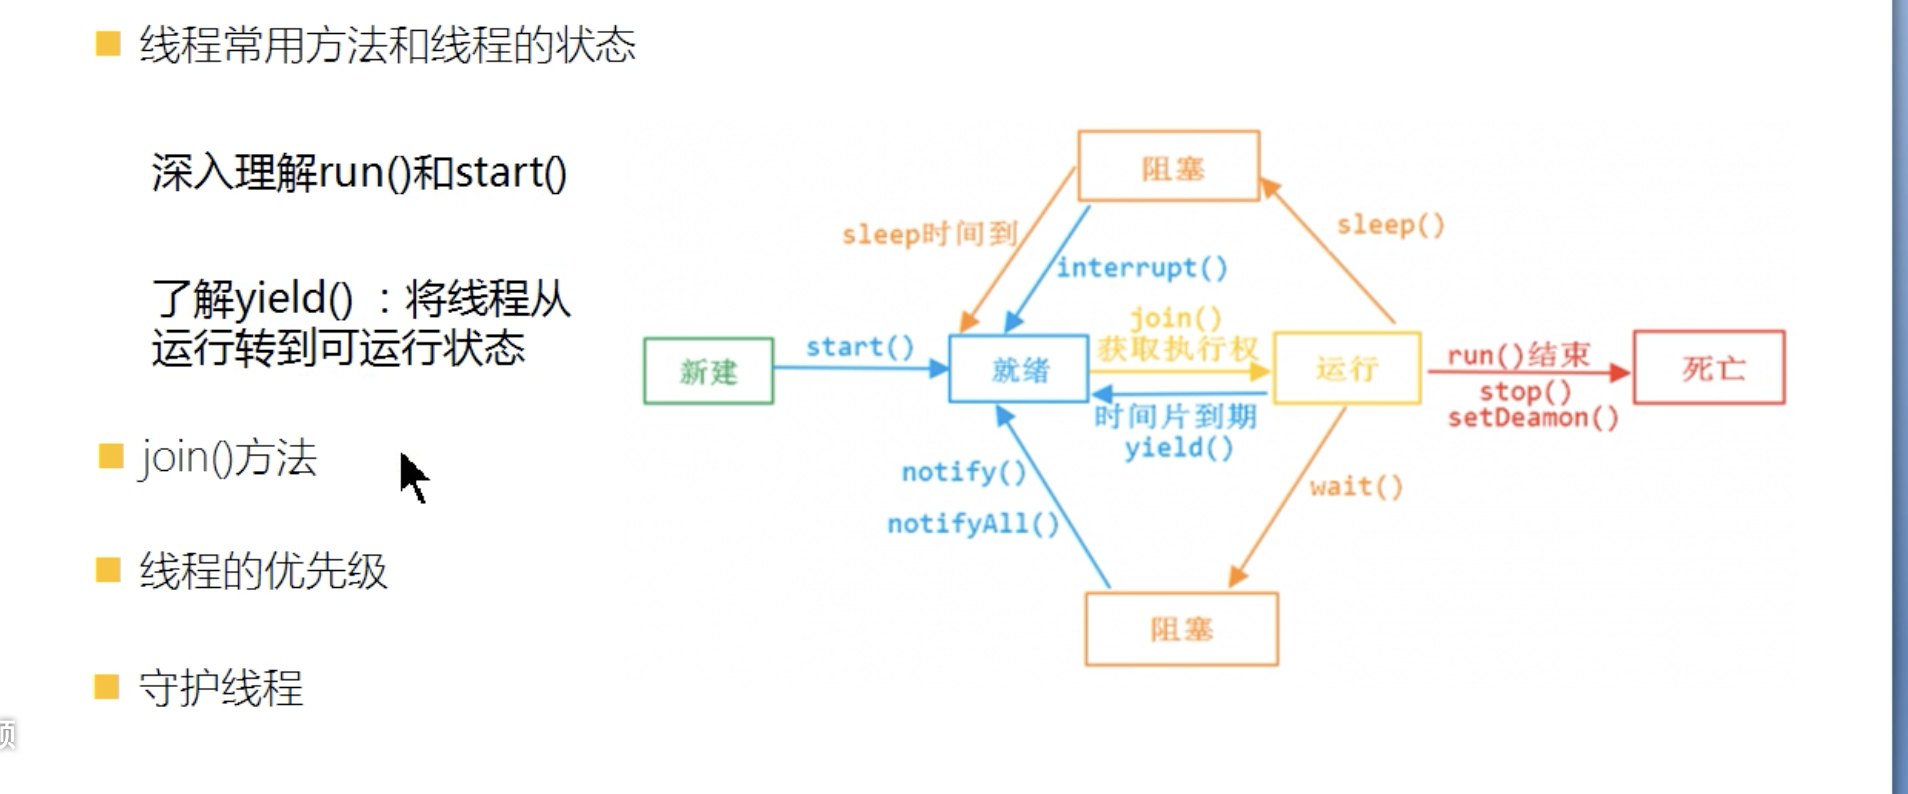 线程常用方法和线程的状态
深入理解run()和start()
了解yield() ：将线程从
运行转到可运行状态
join()方法
线程的优先级
守护线程
阻塞
sleep时间到
sleep()
interrupt()
新建
start()
就绪
join()
获取执行权
时间片到期
yield()
运行
run()结束
stop()
setDeamon()
死亡
notify()
notifyAll()
wait()
阻塞